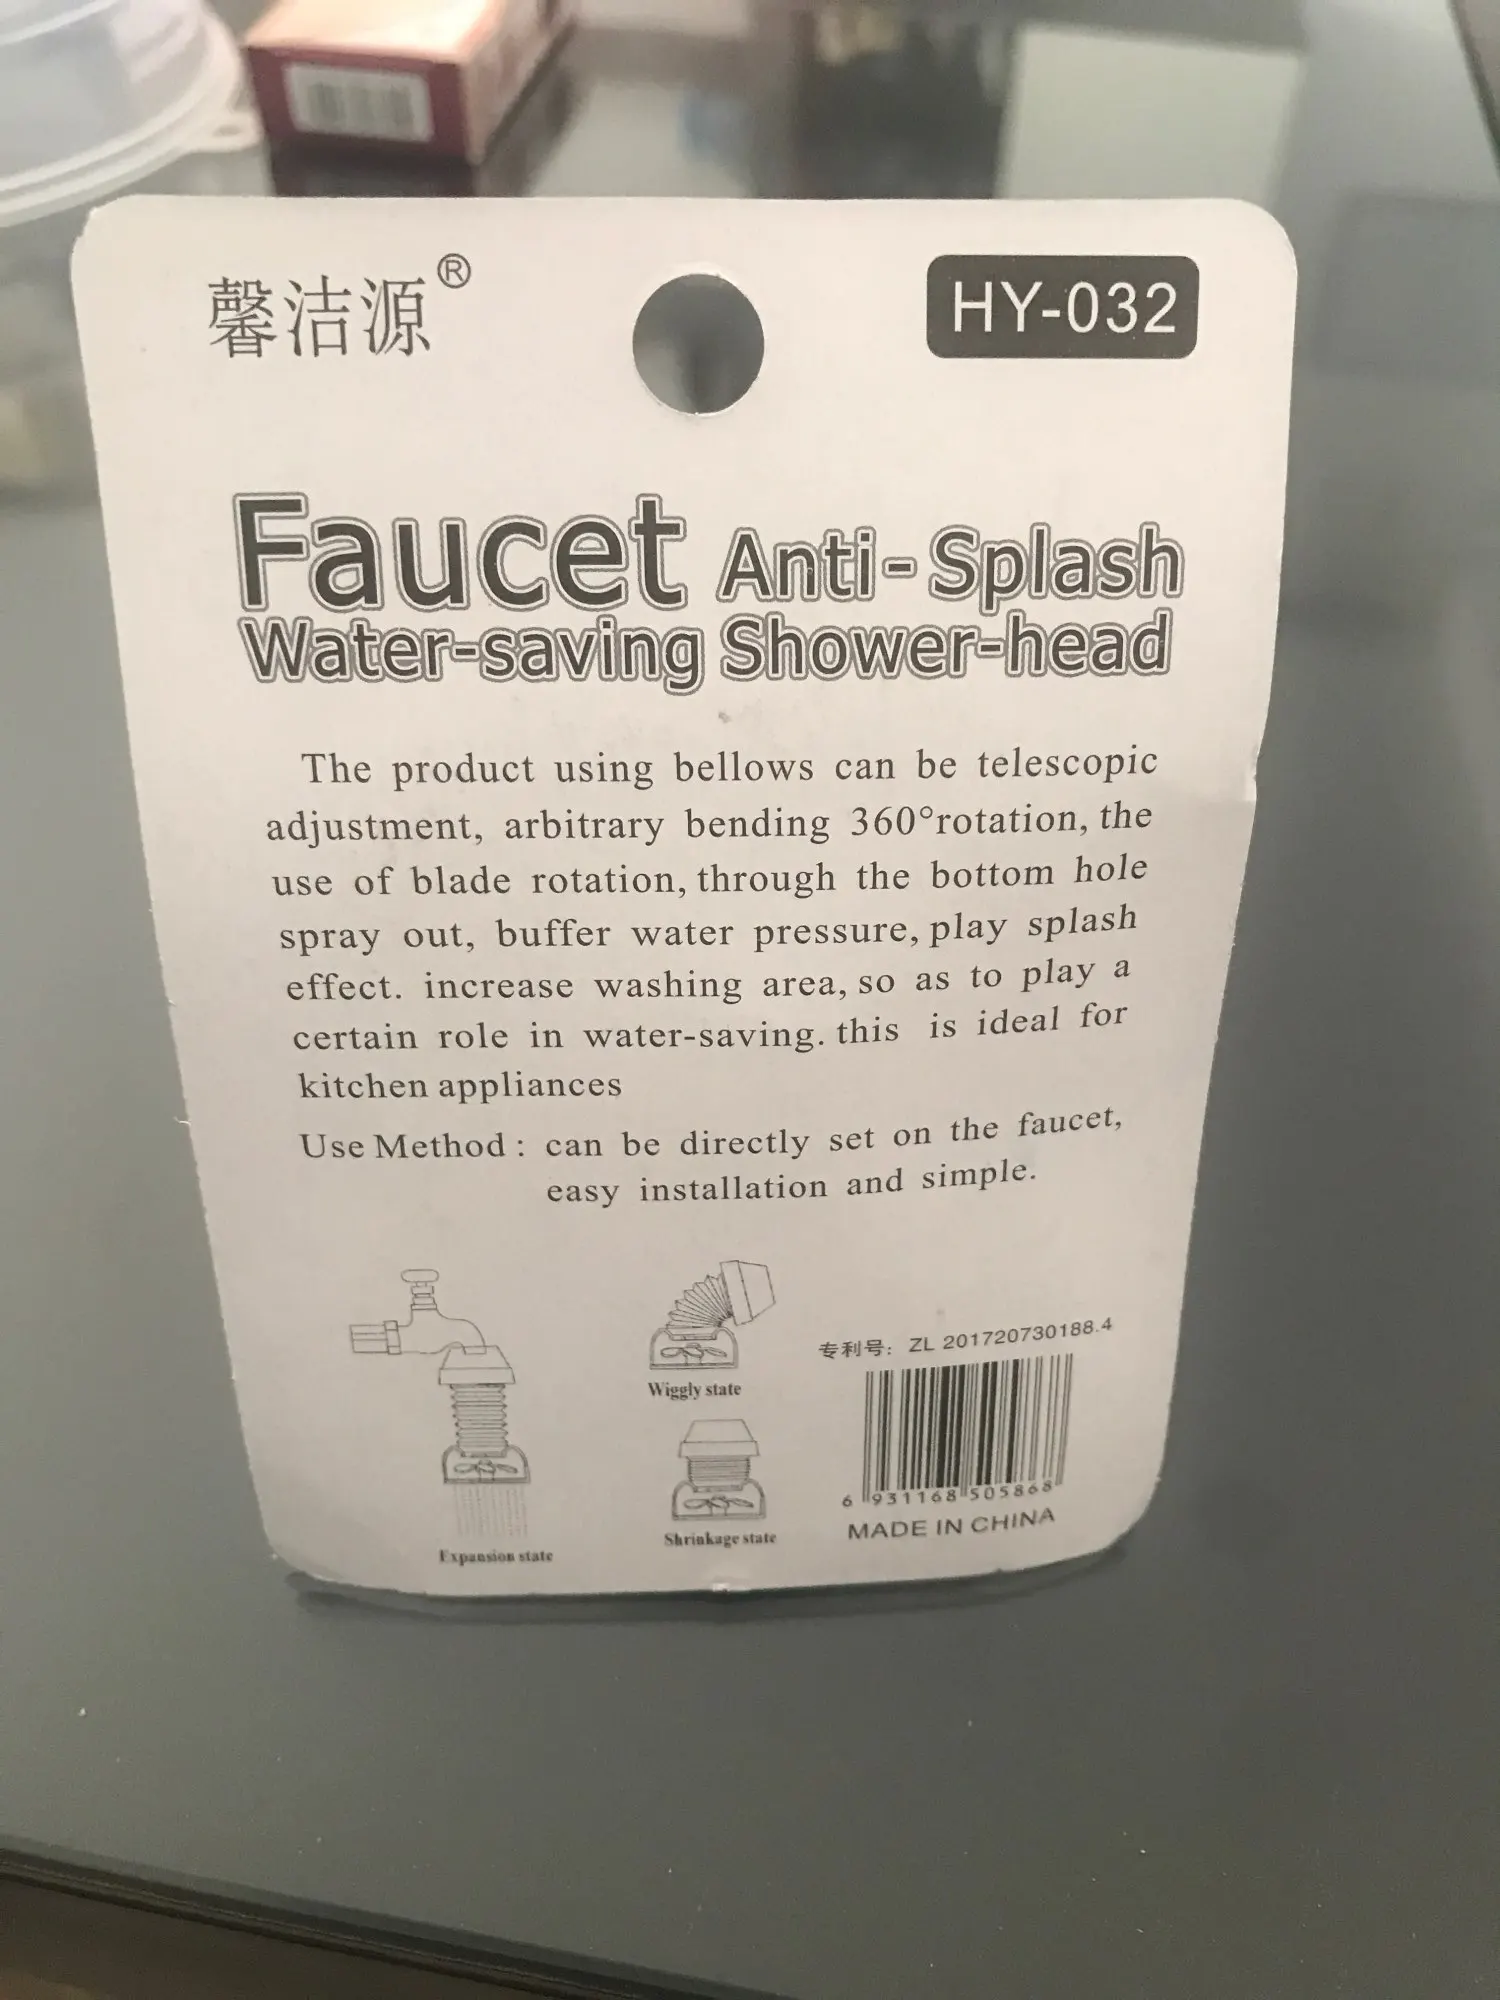 馨洁源®
HY-032
Faucet Anti-Splash
Water-saving Shower-head
The product using bellows can be telescopic
adjustment, arbitrary bending 360°rotation, the
use of blade rotation, through the bottom hole
spray out, buffer water pressure, play splash
effect. increase washing area, so as to play a
certain role in water-saving. this is ideal for
kitchen appliances
Use Method : can be directly set on the faucet,
easy installation and simple.
Wiggly state
Shrinkage state
Expansion state
专利号: ZL 201720730188.4
6 931168 505868
MADE IN CHINA